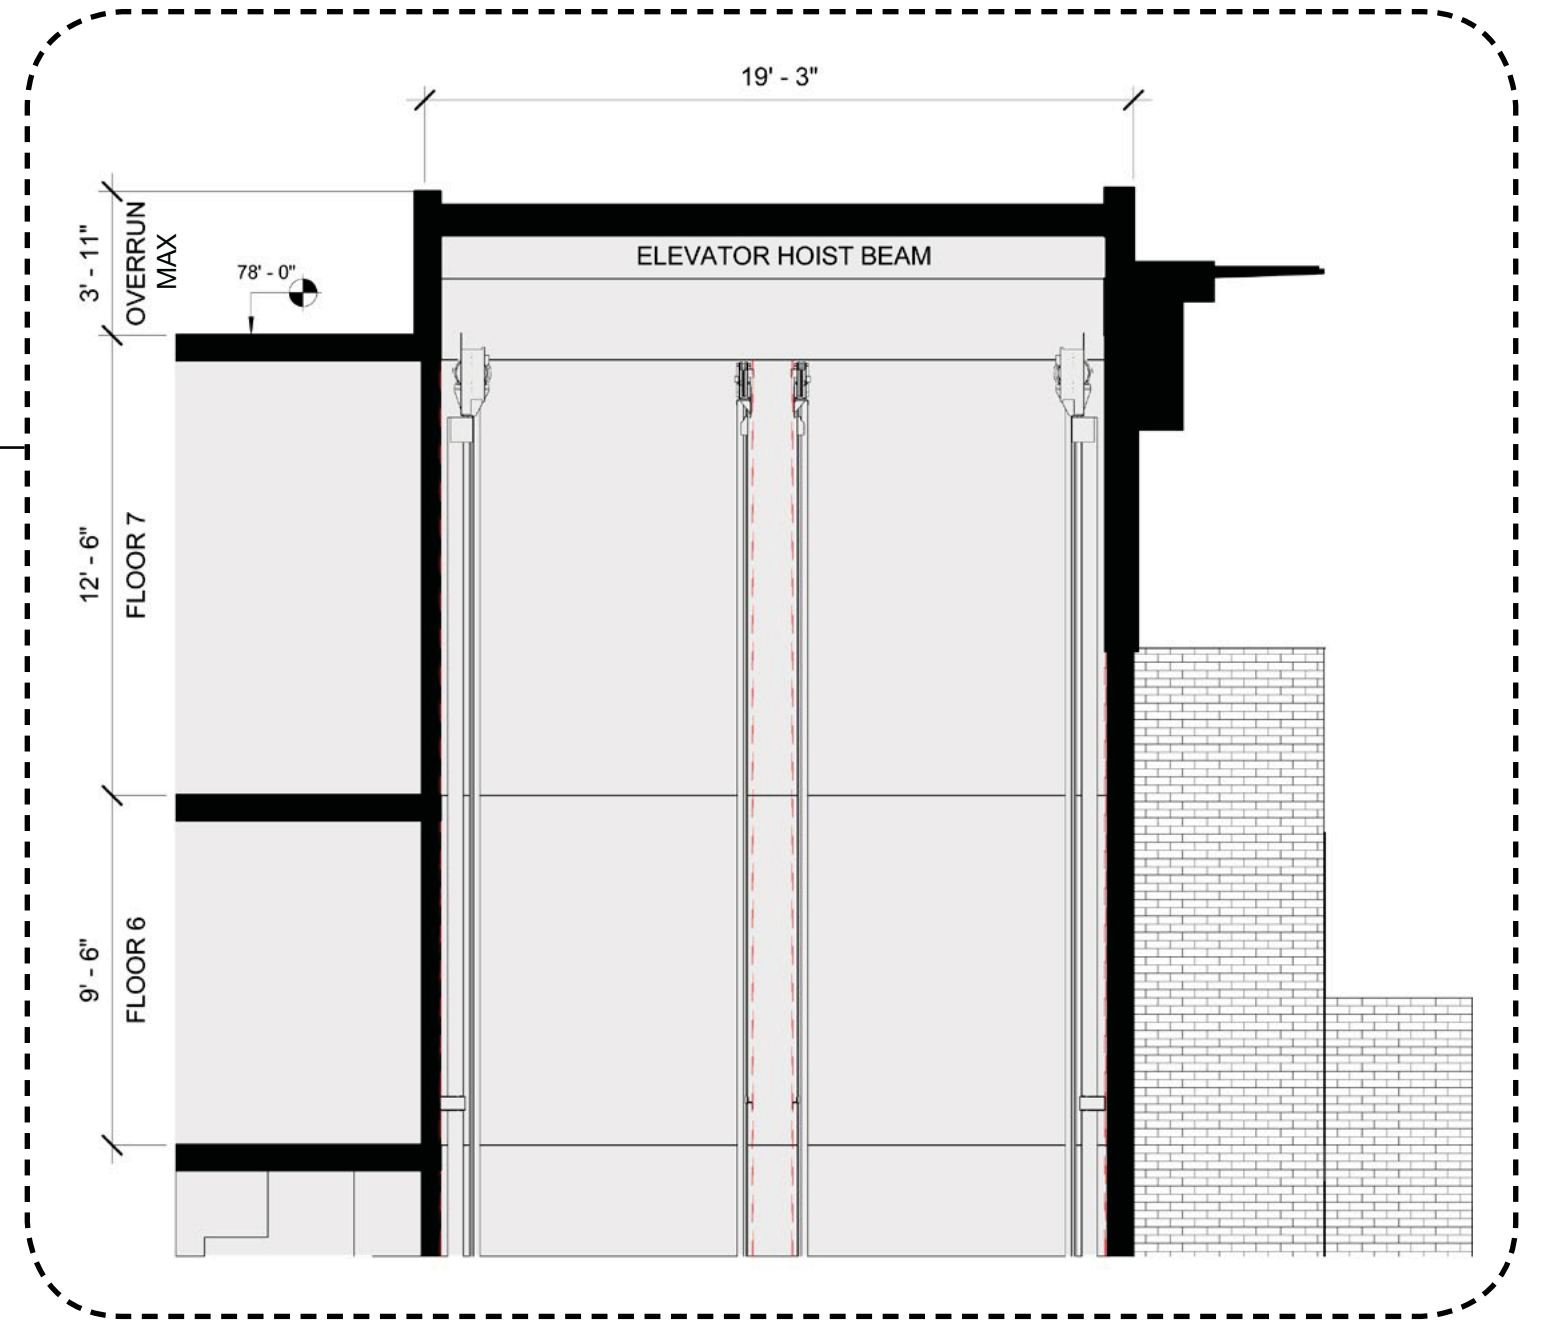 19' - 3"
3' - 11"
OVERRUN
MAX
78' - 0"
ELEVATOR HOIST BEAM
12' - 6"
FLOOR 7
9' - 6"
FLOOR 6